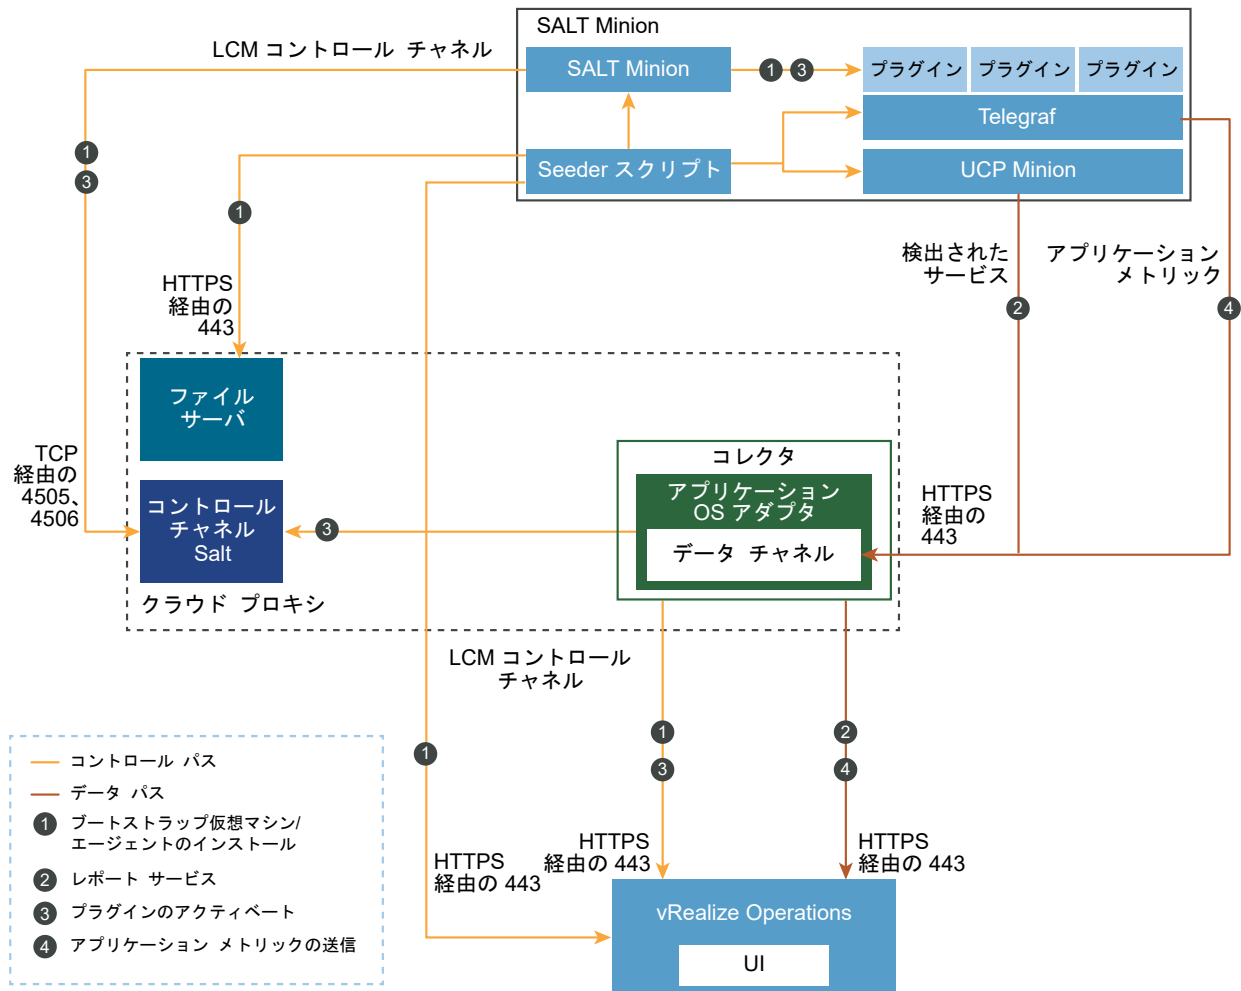 SALT Minion
LCM コントロール チャネル
SALT Minion
1
3
プラグイン
プラグイン
プラグイン
Telegraf
1
3
Seeder スクリプト
UCP Minion
1
検出された
サービス
アプリケーション
メトリック
2
4
HTTPS
経由の
443
ファイル
サーバ
TCP
経由の
4505、
4506
コントロール
チャネル
Salt
クラウド プロキシ
3
コレクタ
アプリケーション
OS アダプタ
データ チャネル
HTTPS
経由の
443
LCM コントロール
チャネル
1
1
3
2
4
HTTPS
経由の 443
HTTPS
経由の 443
HTTPS
経由の 443
vRealize Operations
UI
コントロール パス
データ パス
1 ブートストラップ仮想マシン/
エージェントのインストール
2 レポート サービス
3 プラグインのアクティベート
4 アプリケーション メトリックの送信